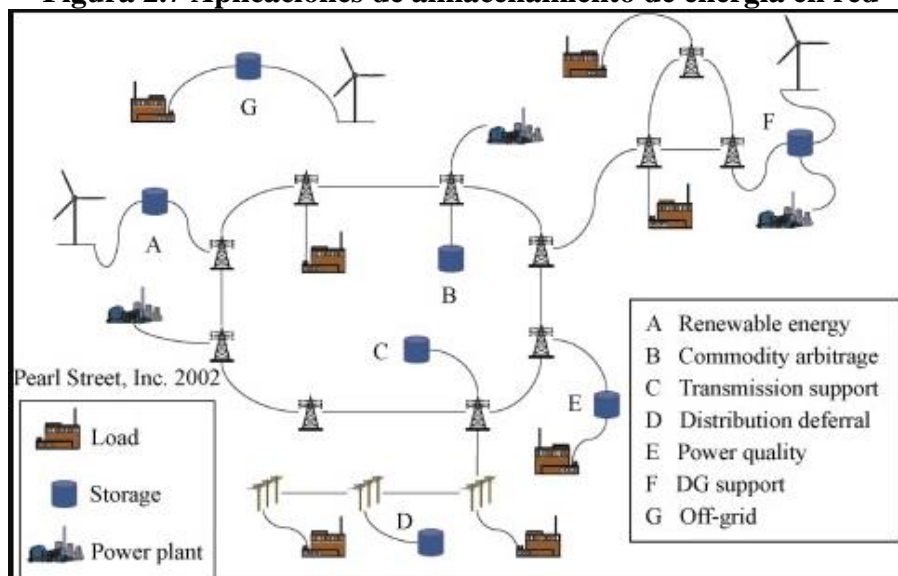 Figura 2.7 Aplicaciones de almacenamiento de energía en red
G
F
A
B
C
E
D
Pearl Street, Inc. 2002
Load
Storage
Power plant
A Renewable energy
B Commodity arbitrage
C Transmission support
D Distribution deferral
E Power quality
F DG support
G Off-grid